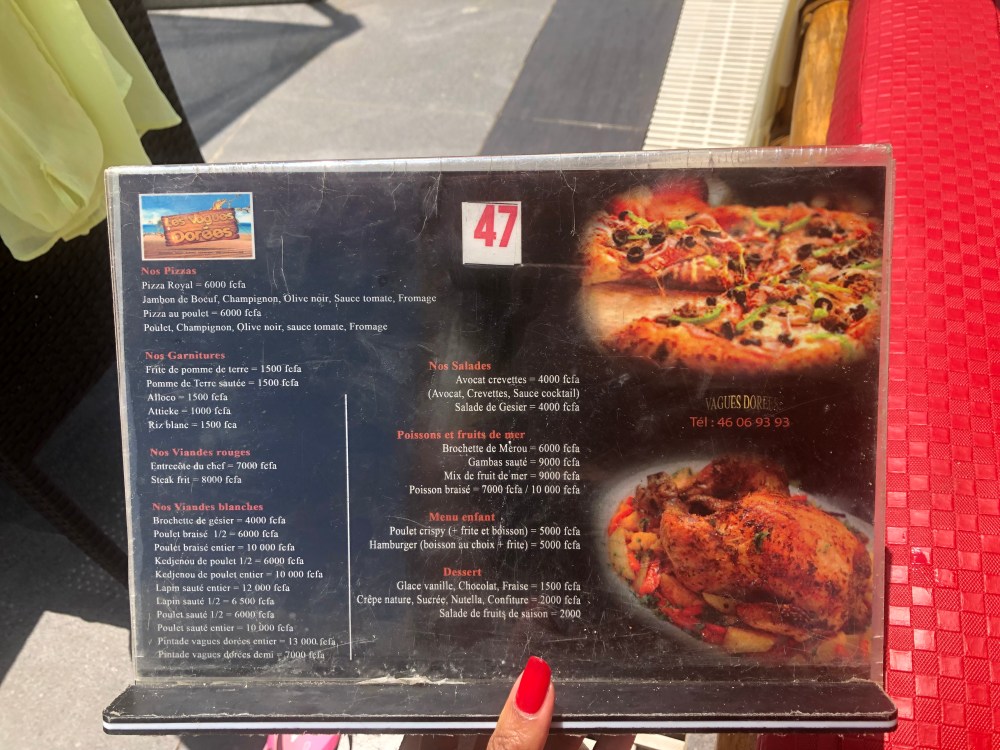 Les Vagues
Dorées
47
Nos Pizzas
Pizza Royal = 6000 fcfa
Jambon de Boeuf, Champignon, Olive noir, Sauce tomate, Fromage
Pizza au poulet = 6000 fcfa
Poulet, Champignon, Olive noir, sauce tomate, Fromage
Nos Garnitures
Frite de pomme de terre = 1500 fcfa
Pomme de Terre sautée = 1500 fcfa
Alloco = 1500 fcfa
Attieke = 1000 fcfa
Riz blanc = 1500 fca
Nos Viandes rouges
Entrecôte du chef = 7000 fcfa
Steak frit = 8000 fcfa
Nos Viandes blanches
Brochette de gésier = 4000 fcfa
Poulet braisé 1/2 = 6000 fcfa
Poulet braisé entier = 10 000 fcfa
Kedjenou de poulet 1/2 = 6000 fcfa
Kedjenou de poulet entier = 10 000 fcfa
Lapin sauté entier = 12 000 fcfa
Lapin sauté 1/2 = 6 500 fcfa
Poulet sauté 1/2 = 6000 fcfa
Poulet sauté entier = 10 000 fcfa
Pintade vagues dorées entier = 13 000 fcfa
Pintade vagues dorées demi = 7000 fcfa
Nos Salades
Avocat crevettes = 4000 fcfa
(Avocat, Crevettes, Sauce cocktail)
Salade de Gesier = 4000 fcfa
Poissons et fruits de mer
Brochette de Mérou = 6000 fcfa
Gambas sauté = 9000 fcfa
Mix de fruit de mer = 9000 fcfa
Poisson braisé = 7000 fcfa / 10 000 fcfa
Menu enfant
Poulet crispy (+ frite et boisson) = 5000 fcfa
Hamburger (boisson au choix + frite) = 5000 fcfa
Dessert
Glace vanille, Chocolat, Fraise = 1500 fcfa
Crêpe nature, Sucrée, Nutella, Confiture = 2000 fcfa
Salade de fruits de saison = 2000
VAGUES DOREES
Tél : 46 06 93 93